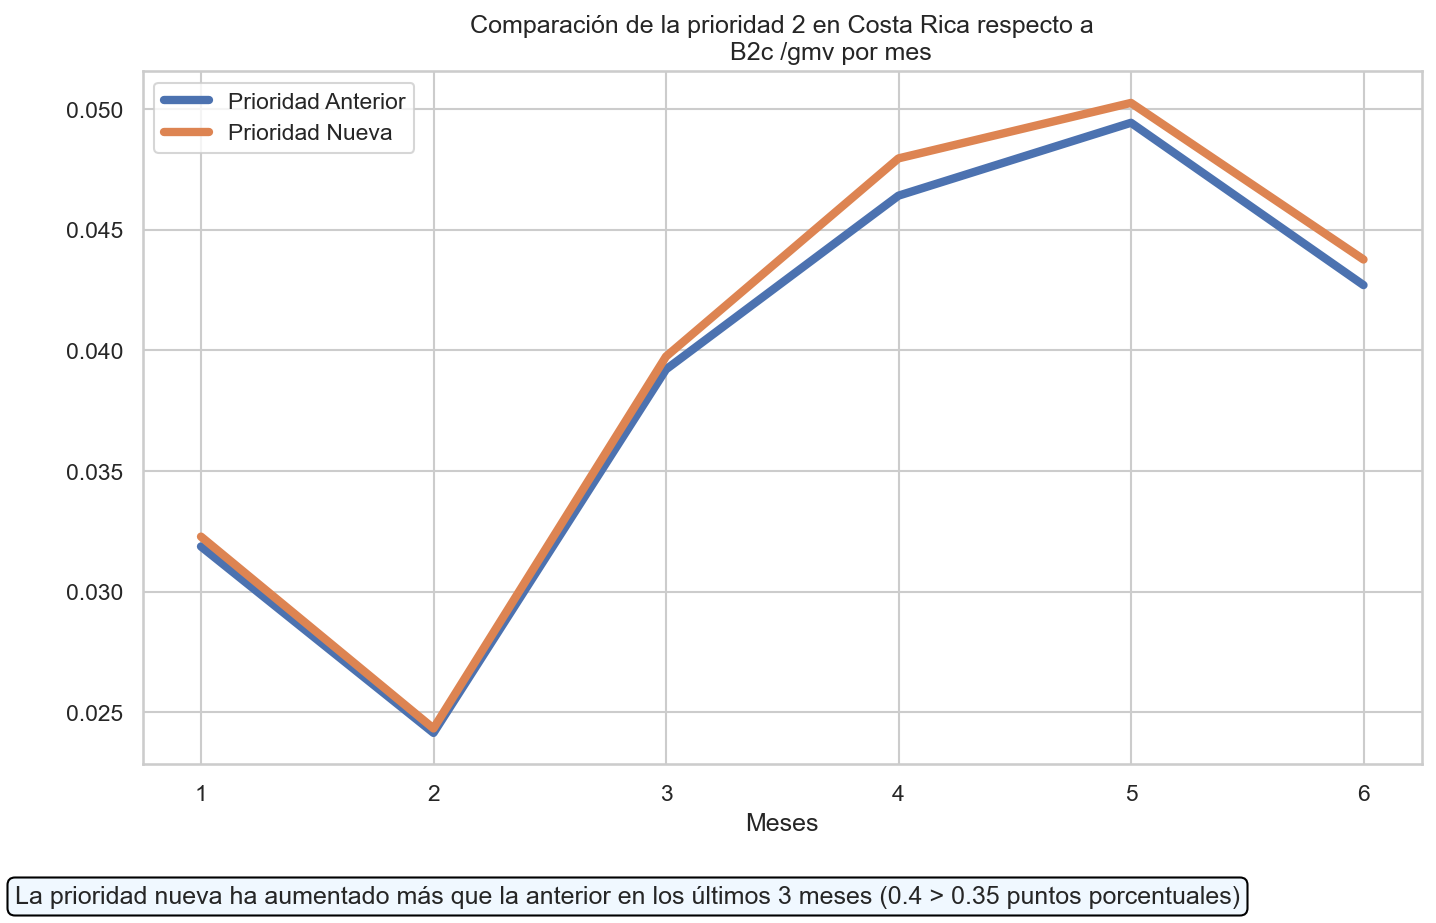 Comparación de la prioridad 2 en Costa Rica respecto a
B2c /gmv por mes
Prioridad Anterior
Prioridad Nueva
0.050
0.045
0.040
0.035
0.030
0.025
1 2 3 4 5 6
Meses
La prioridad nueva ha aumentado más que la anterior en los últimos 3 meses (0.4 > 0.35 puntos porcentuales)